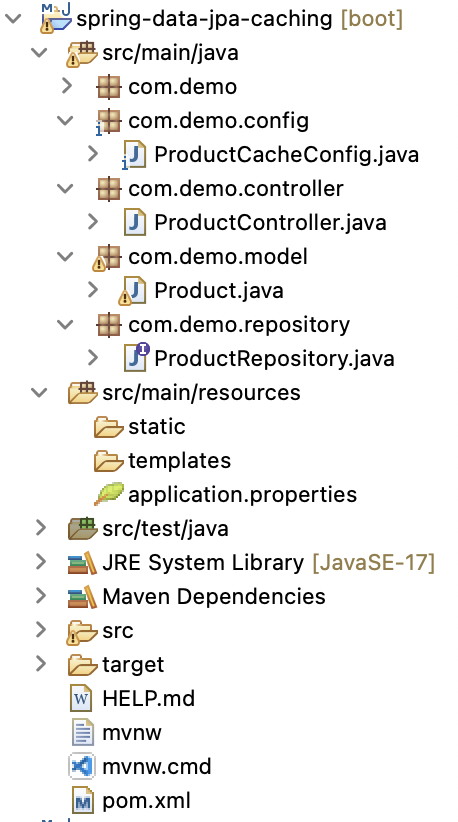 spring-data-jpa-caching [boot]
src/main/java
com.demo
com.demo.config
ProductCacheConfig.java
com.demo.controller
ProductController.java
com.demo.model
Product.java
com.demo.repository
ProductRepository.java
src/main/resources
static
templates
application.properties
src/test/java
JRE System Library [JavaSE-17]
Maven Dependencies
src
target
HELP.md
mvnw
mvnw.cmd
pom.xml